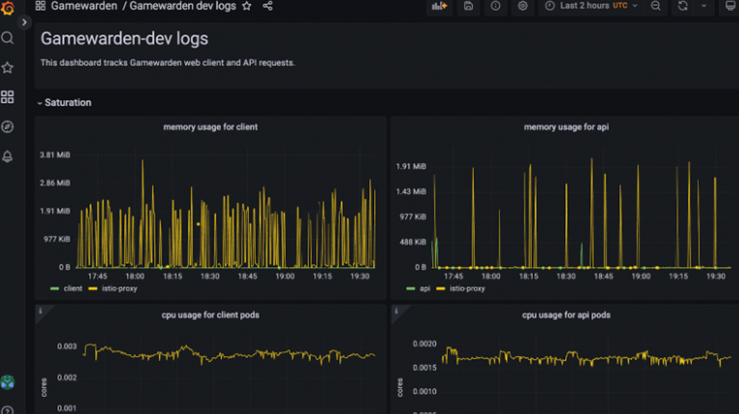 Gamewarden / Gamewarden dev logs
Last 2 hours UTC
Gamewarden-dev logs
This dashboard tracks Gamewarden web client and API requests.
Saturation
memory usage for client
3.81 MiB
2.86 MiB
1.91 MiB
977 KiB
0 B
17:45 18:00 18:15 18:30 18:45 19:00 19:15 19:30
client istio-proxy
memory usage for api
1.91 MiB
1.43 MiB
977 KiB
488 KiB
0 B
17:45 18:00 18:15 18:30 18:45 19:00 19:15 19:30
api istio-proxy
cpu usage for client pods
0.003
0.002
0.001
cores
cpu usage for api pods
0.0020
0.0015
0.0010
cores